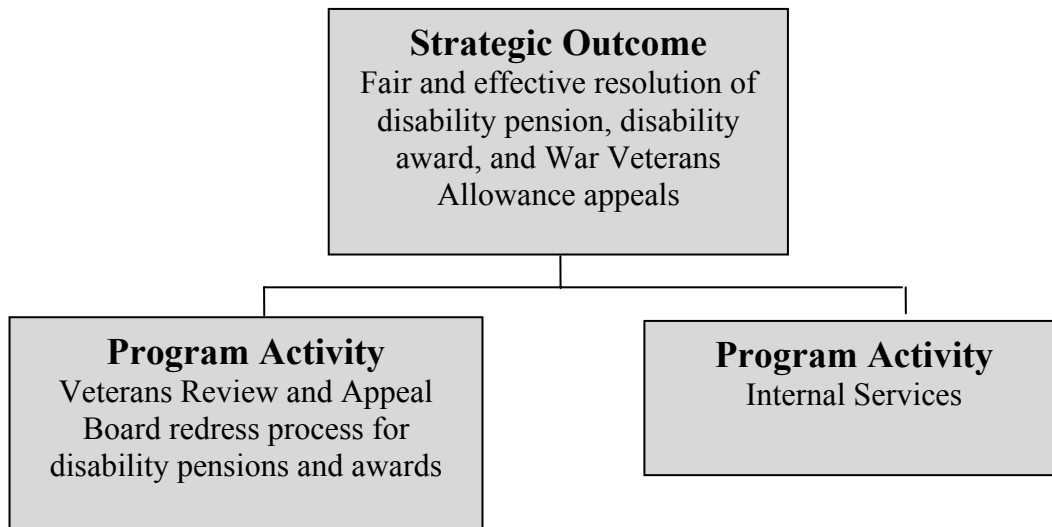 Strategic Outcome
Fair and effective resolution of
disability pension, disability
award, and War Veterans
Allowance appeals
Program Activity
Veterans Review and Appeal
Board redress process for
disability pensions and awards
Program Activity
Internal Services